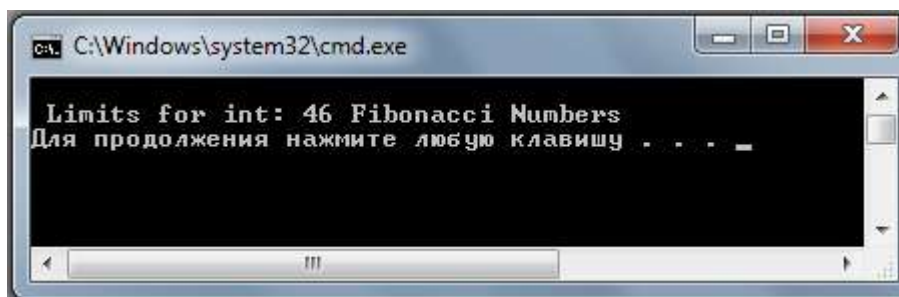 C:\Windows\system32\cmd.exe
Limits for int: 46 Fibonacci Numbers
Для продолжения нажмите любую клавишу . . . _